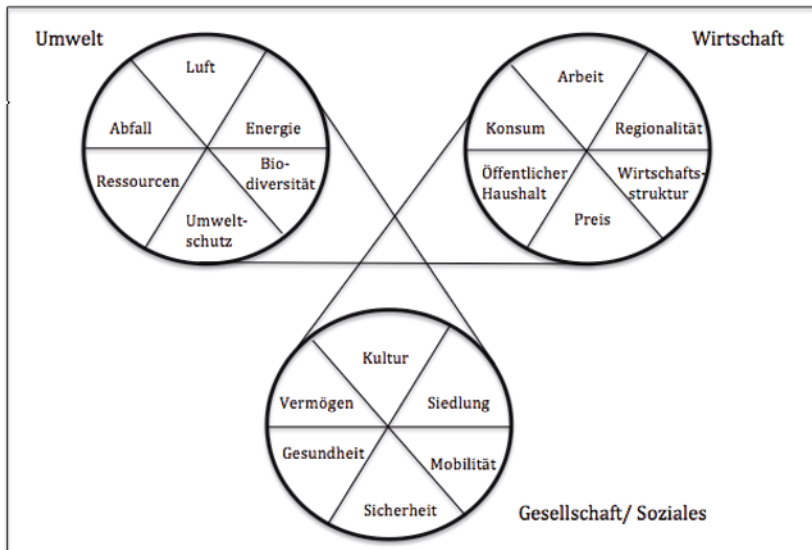 Umwelt
Wirtschaft
Luft
Abfall
Energie
Ressourcen
Bio-
diversität
Umwelt-
schutz
Arbeit
Konsum
Regionalität
Öffentlicher
Haushalt
Wirtschafts-
struktur
Preis
Kultur
Vermögen
Siedlung
Gesundheit
Mobilität
Sicherheit
Gesellschaft/ Soziales